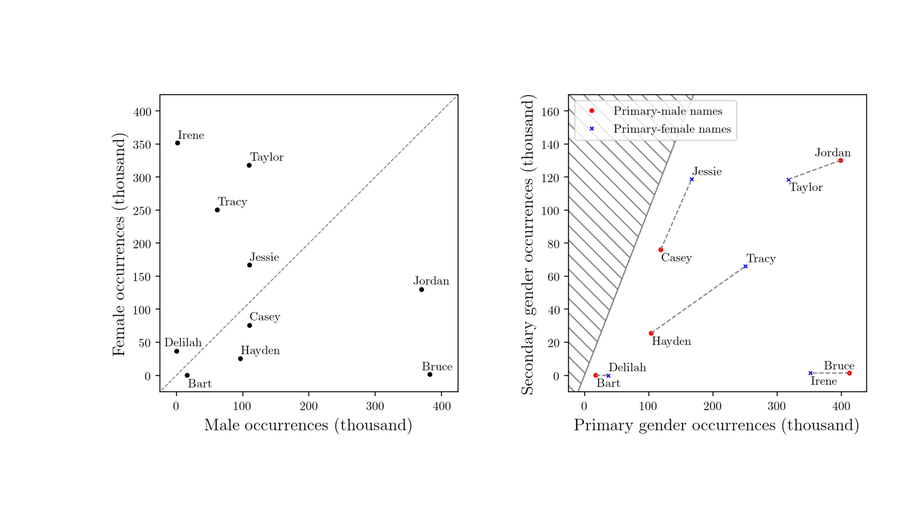 400
350
300
250
200
150
100
50
0
Female occurrences (thousand)
Irene
Taylor
Tracy
Jessie
Jordan
Casey
Delilah
Hayden
Bruce
Bart
0 100 200 300 400
Male occurrences (thousand)
160
140
120
100
80
60
40
20
0
Secondary gender occurrences (thousand)
Primary-male names
Primary-female names
Jordan
Jessie
Taylor
Casey
Tracy
Hayden
Delilah
Bruce
Bart
Irene
0 100 200 300 400
Primary gender occurrences (thousand)